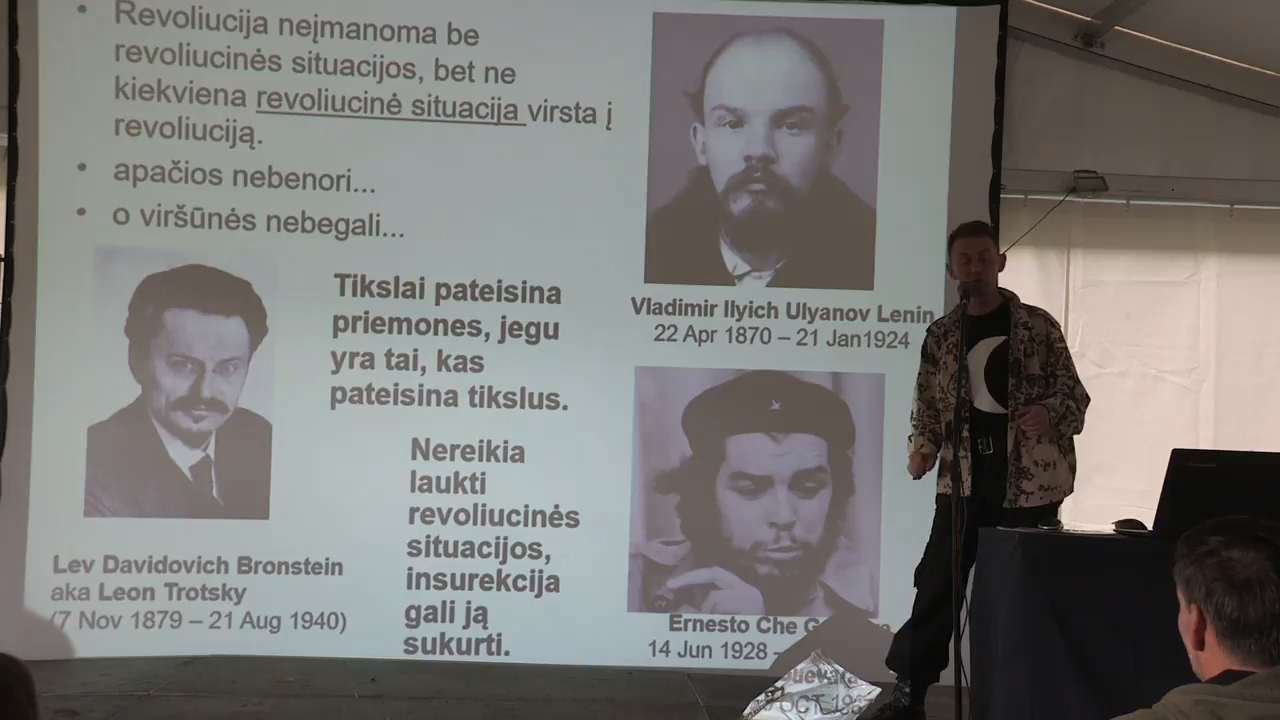 • Revoliucija neįmanoma be
revoliucinės situacijos, bet ne
kiekviena revoliucinė situacija virsta į
revoliuciją.
• apačios nebenori...
• o viršūnės nebegali...
Tikslai pateisina
priemones, jegu
yra tai, kas
pateisina tikslus.
Nereikia
laukti
revoliucinės
situacijos,
insurekcija
gali ją
sukurti.
Lev Davidovich Bronstein
aka Leon Trotsky
(7 Nov 1879 – 21 Aug 1940)
Vladimir Ilyich Ulyanov Lenin
22 Apr 1870 – 21 Jan1924
Ernesto Che
14 Jun 1928 –
Guevara
OCT